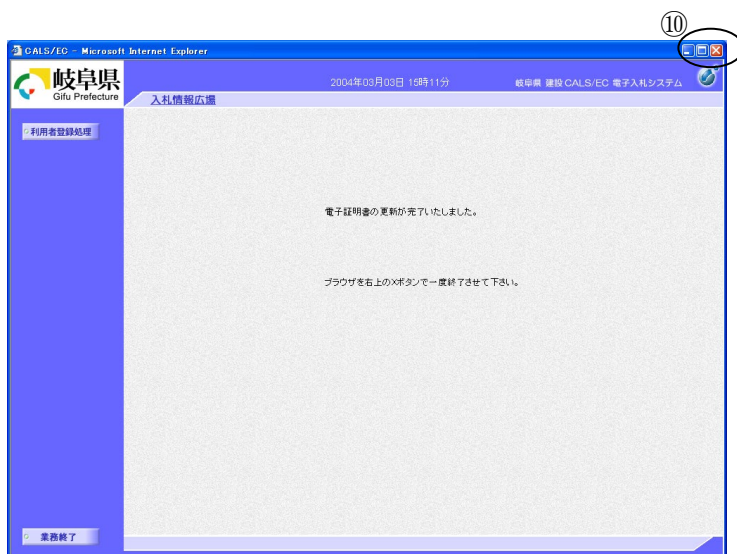 ⑩
CALS/EC - Microsoft Internet Explorer
岐阜県
Gifu Prefecture
2004年03月03日 15時11分
岐阜県 建設CALS/EC 電子入札システム
入札情報広場
利用者登録処理
電子証明書の更新が完了いたしました。
ブラウザを右上の×ボタンで一度終了させて下さい。
業務終了